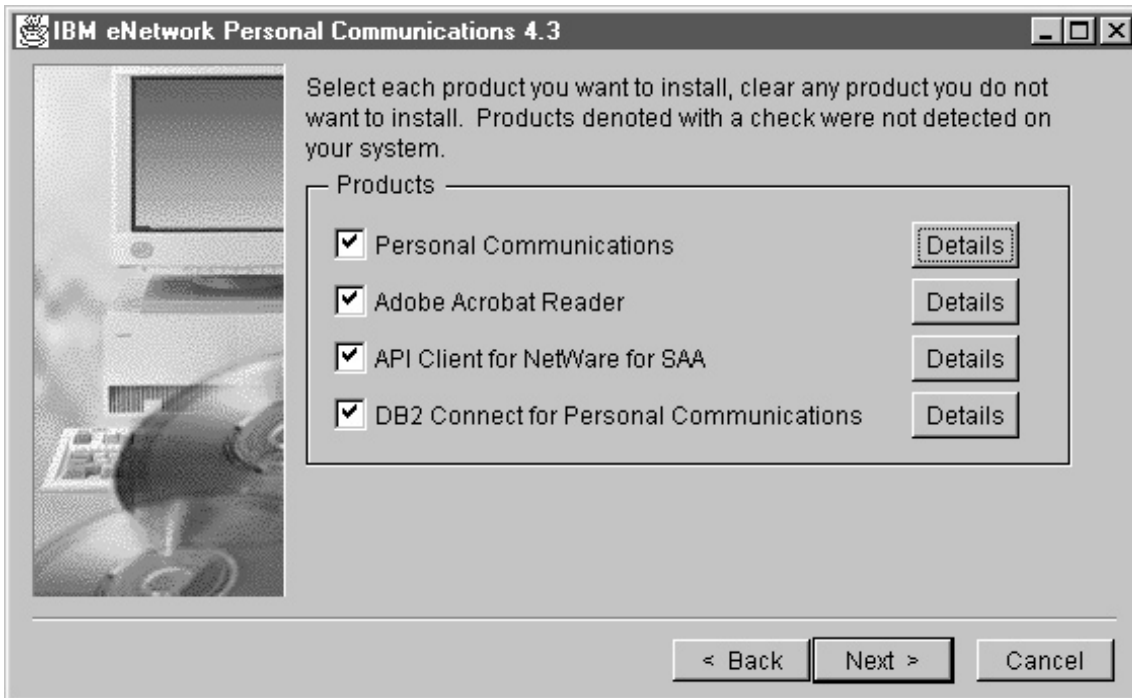 IBM eNetwork Personal Communications 4.3
Select each product you want to install, clear any product you do not
want to install.  Products denoted with a check were not detected on
your system.
Products
Personal Communications Details
Adobe Acrobat Reader Details
API Client for NetWare for SAA Details
DB2 Connect for Personal Communications Details
< Back Next > Cancel